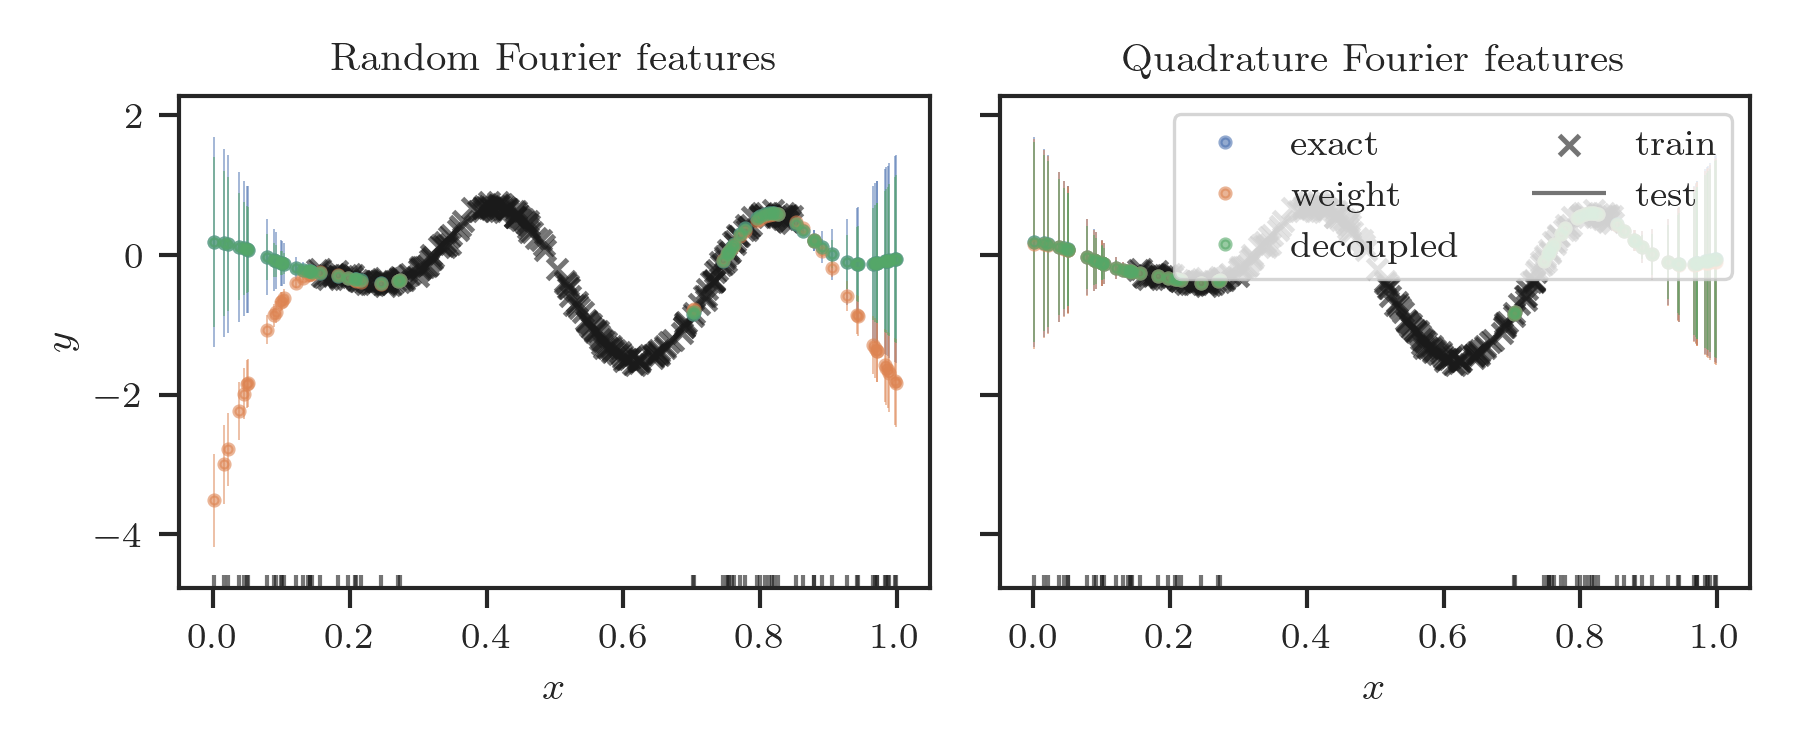 Random Fourier features
Quadrature Fourier features
2
0
−2
−4
y
0.0 0.2 0.4 0.6 0.8 1.0
x
exact
weight
decoupled
train
test
0.0 0.2 0.4 0.6 0.8 1.0
x